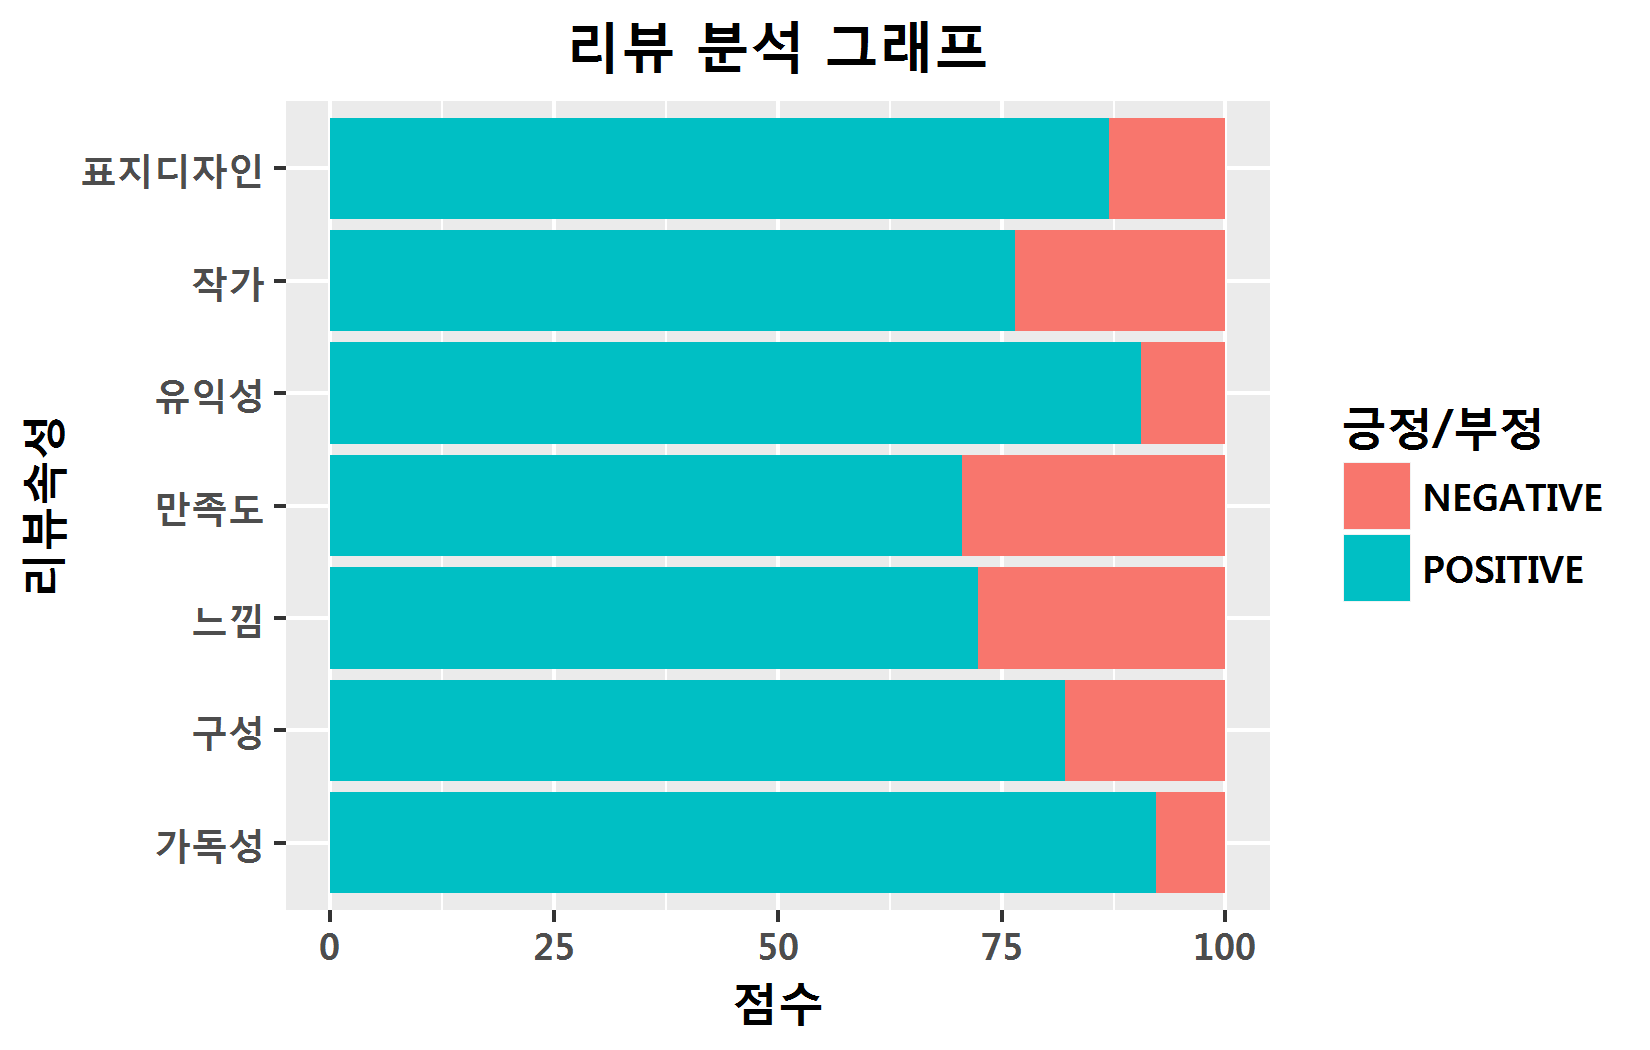 리뷰 분석 그래프
리뷰속성
표지디자인
작가
유익성
만족도
느낌
구성
가독성
0 25 50 75 100
점수
긍정/부정
NEGATIVE
POSITIVE